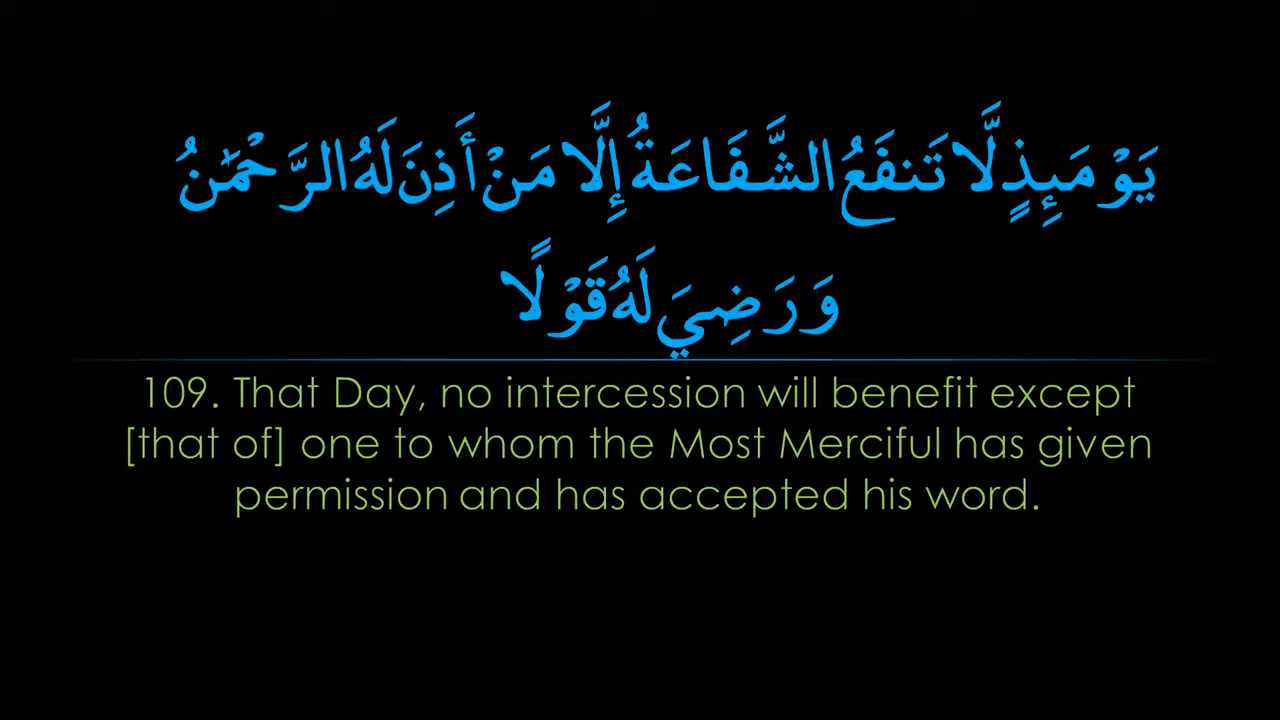 يَوْمَئِذٍ لَّا تَنفَعُ الشَّفَاعَةُ إِلَّا مَنْ أَذِنَ لَهُ الرَّحْمَٰنُ
وَرَضِيَ لَهُ قَوْلًا
109. That Day, no intercession will benefit except
[that of] one to whom the Most Merciful has given
permission and has accepted his word.